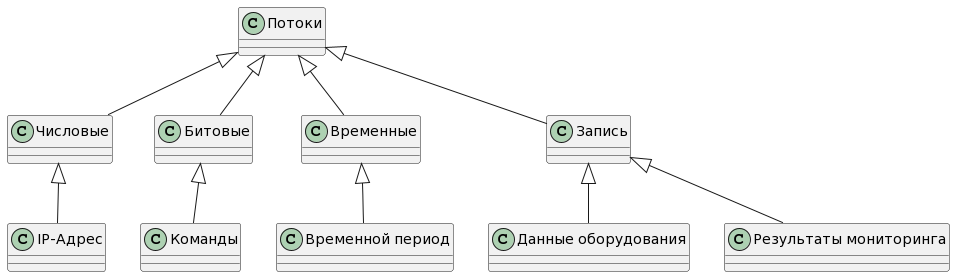 C Потоки
C Числовые
C Битовые
C Временные
C Запись
C IP-Адрес
C Команды
C Временной период
C Данные оборудования
C Результаты мониторинга